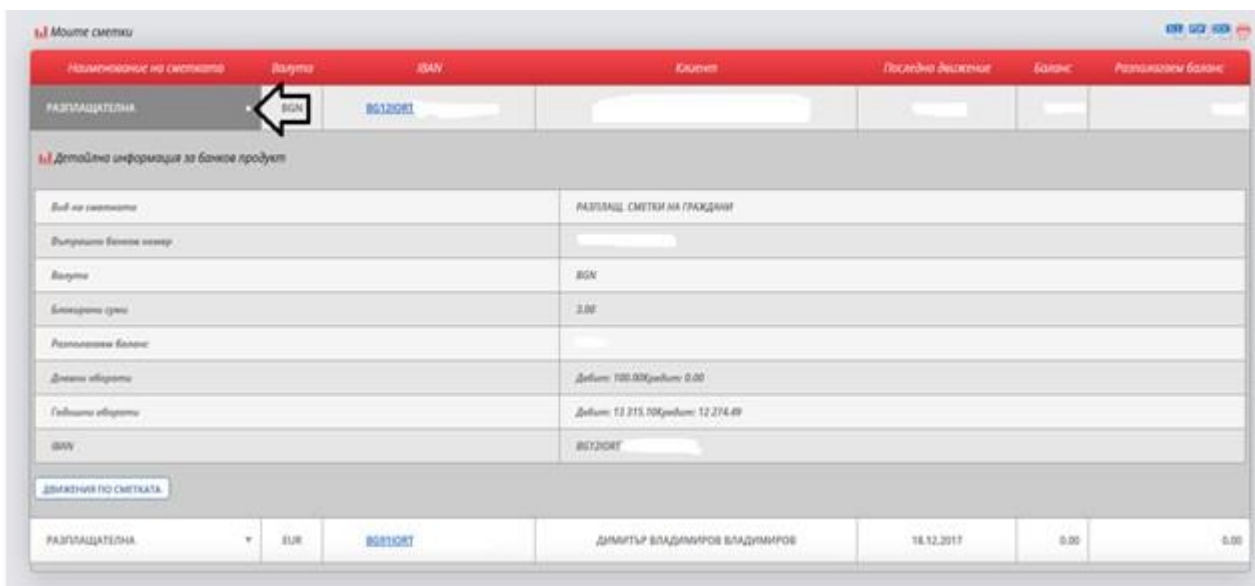 Моите сметки
Наименование на сметката Валута IBAN Клиент Последно движение Баланс Разполагаем баланс
РАЗПЛАЩАТЕЛНА BGN BG12IORT
Детайлна информация за банков продукт
Вид на сметката РАЗПЛАЩ. СМЕТКИ НА ГРАЖДАНИ
Вътрешно банков номер
Валута BGN
Блокирани суми 3.00
Разполагаем баланс
Дневни обороти Дебит: 100.00Кредит: 0.00
Годишни обороти Дебит: 13 315.10Кредит: 12 274.49
IBAN BG12IORT
ДВИЖЕНИЯ ПО СМЕТКАТА
РАЗПЛАЩАТЕЛНА EUR BG91IORT ДИМИТЪР ВЛАДИМИРОВ ВЛАДИМИРОВ 18.12.2017 0.00 0.00